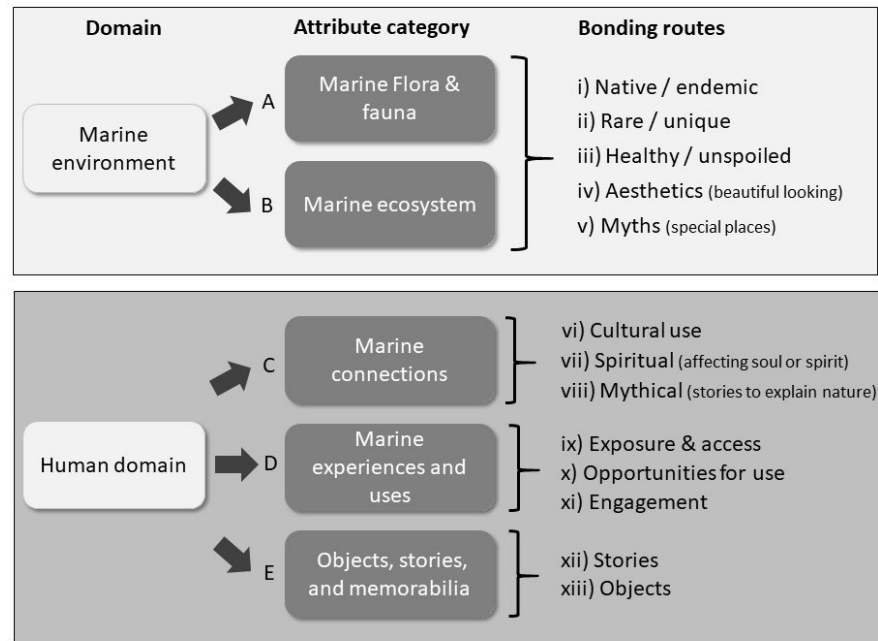 Domain
Attribute category
Bonding routes
Marine
environment
A
Marine Flora &
fauna
B
Marine ecosystem
i) Native / endemic
ii) Rare / unique
iii) Healthy / unspoiled
iv) Aesthetics (beautiful looking)
v) Myths (special places)
Human domain
C
Marine
connections
vi) Cultural use
vii) Spiritual (affecting soul or spirit)
viii) Mythical (stories to explain nature)
D
Marine
experiences and
uses
ix) Exposure & access
x) Opportunities for use
xi) Engagement
E
Objects, stories,
and memorabilia
xii) Stories
xiii) Objects